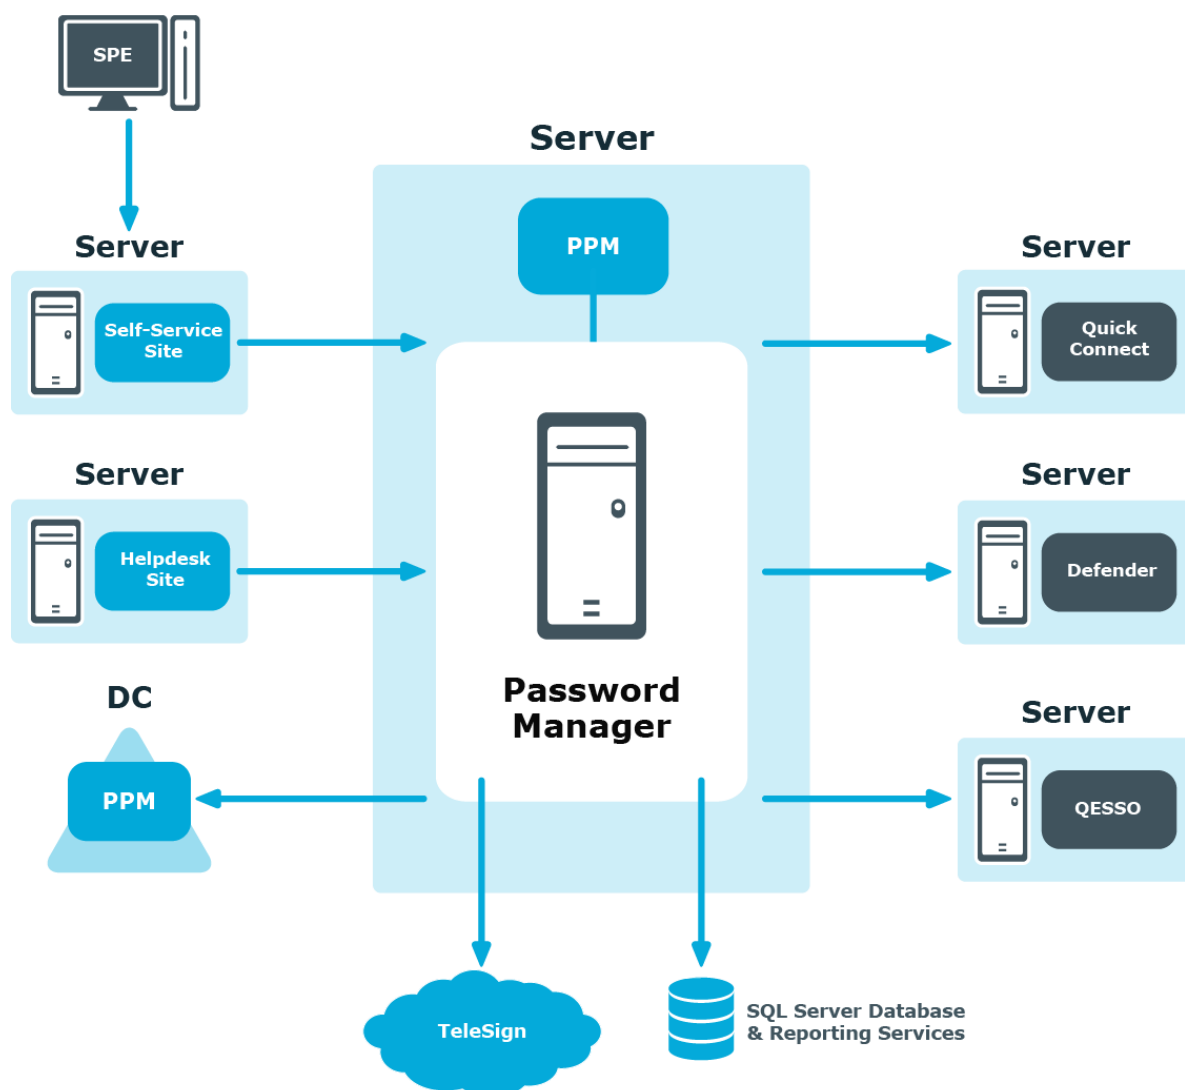 SPE
Server
PPM
Server
Self-Service
Site
Server
Quick
Connect
Server
Helpdesk
Site
Server
Defender
Password
Manager
DC
PPM
Server
QESSO
TeleSign
SQL Server Database
& Reporting Services